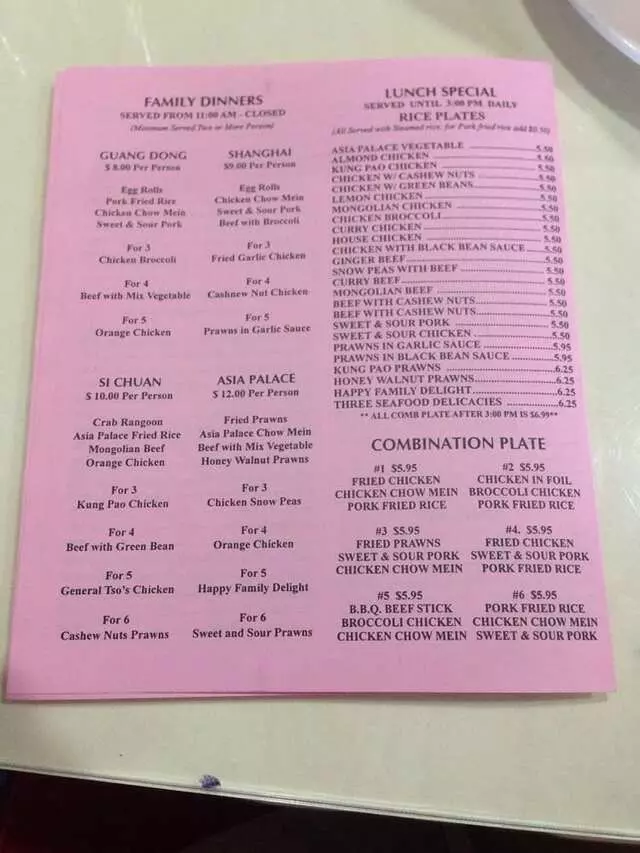 FAMILY DINNERS
SERVED FROM 11:00 AM - CLOSED
(Minimum Served Two or More Person)
GUANG DONG
$ 8.00 Per Person
Egg Rolls
Pork Fried Rice
Chicken Chow Mein
Sweet & Sour Pork
For 3
Chicken Broccoli
For 4
Beef with Mix Vegetable
For 5
Orange Chicken
SHANGHAI
$9.00 Per Person
Egg Rolls
Chicken Chow Mein
Sweet & Sour Pork
Beef with Broccoli
For 3
Fried Garlic Chicken
For 4
Cashnew Nut Chicken
For 5
Prawns in Garlic Sauce
SI CHUAN
$ 10.00 Per Person
Crab Rangoon
Asia Palace Fried Rice
Mongolian Beef
Orange Chicken
For 3
Kung Pao Chicken
For 4
Beef with Green Bean
For 5
General Tso's Chicken
For 6
Cashew Nuts Prawns
ASIA PALACE
$ 12.00 Per Person
Fried Prawns
Asia Palace Chow Mein
Beef with Mix Vegetable
Honey Walnut Prawns
For 3
Chicken Snow Peas
For 4
Orange Chicken
For 5
Happy Family Delight
For 6
Sweet and Sour Prawns
LUNCH SPECIAL
SERVED UNTIL 3:00 PM DAILY
RICE PLATES
(All Served with Steamed rice, for Pork fried rice add $0.50)
ASIA PALACE VEGETABLE 5.50
ALMOND CHICKEN 5.50
KUNG PAO CHICKEN 5.50
CHICKEN W/ CASHEW NUTS 5.50
CHICKEN W/ GREEN BEANS 5.50
LEMON CHICKEN 5.50
MONGOLIAN CHICKEN 5.50
CHICKEN BROCCOLI 5.50
CURRY CHICKEN 5.50
HOUSE CHICKEN 5.50
CHICKEN WITH BLACK BEAN SAUCE 5.50
GINGER BEEF 5.50
SNOW PEAS WITH BEEF 5.50
CURRY BEEF 5.50
MONGOLIAN BEEF 5.50
BEEF WITH CASHEW NUTS 5.50
BEEF WITH CASHEW NUTS 5.50
SWEET & SOUR PORK 5.50
SWEET & SOUR CHICKEN 5.50
PRAWNS IN GARLIC SAUCE 5.95
PRAWNS IN BLACK BEAN SAUCE 5.95
KUNG PAO PRAWNS 6.25
HONEY WALNUT PRAWNS 6.25
HAPPY FAMILY DELIGHT 6.25
THREE SEAFOOD DELICACIES 6.25
** ALL COMB PLATE AFTER 3:00 PM IS $6.99**
COMBINATION PLATE
#1 $5.95
FRIED CHICKEN
CHICKEN CHOW MEIN
PORK FRIED RICE
#2 $5.95
CHICKEN IN FOIL
BROCCOLI CHICKEN
PORK FRIED RICE
#3 $5.95
FRIED PRAWNS
SWEET & SOUR PORK
CHICKEN CHOW MEIN
#4. $5.95
FRIED CHICKEN
SWEET & SOUR PORK
PORK FRIED RICE
#5 $5.95
B.B.Q. BEEF STICK
BROCCOLI CHICKEN
CHICKEN CHOW MEIN
#6 $5.95
PORK FRIED RICE
CHICKEN CHOW MEIN
SWEET & SOUR PORK